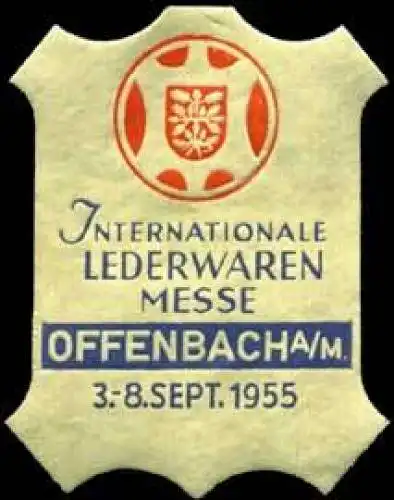 INTERNATIONALE
LEDERWAREN
MESSE
OFFENBACH A/M.
3.-8. SEPT. 1955